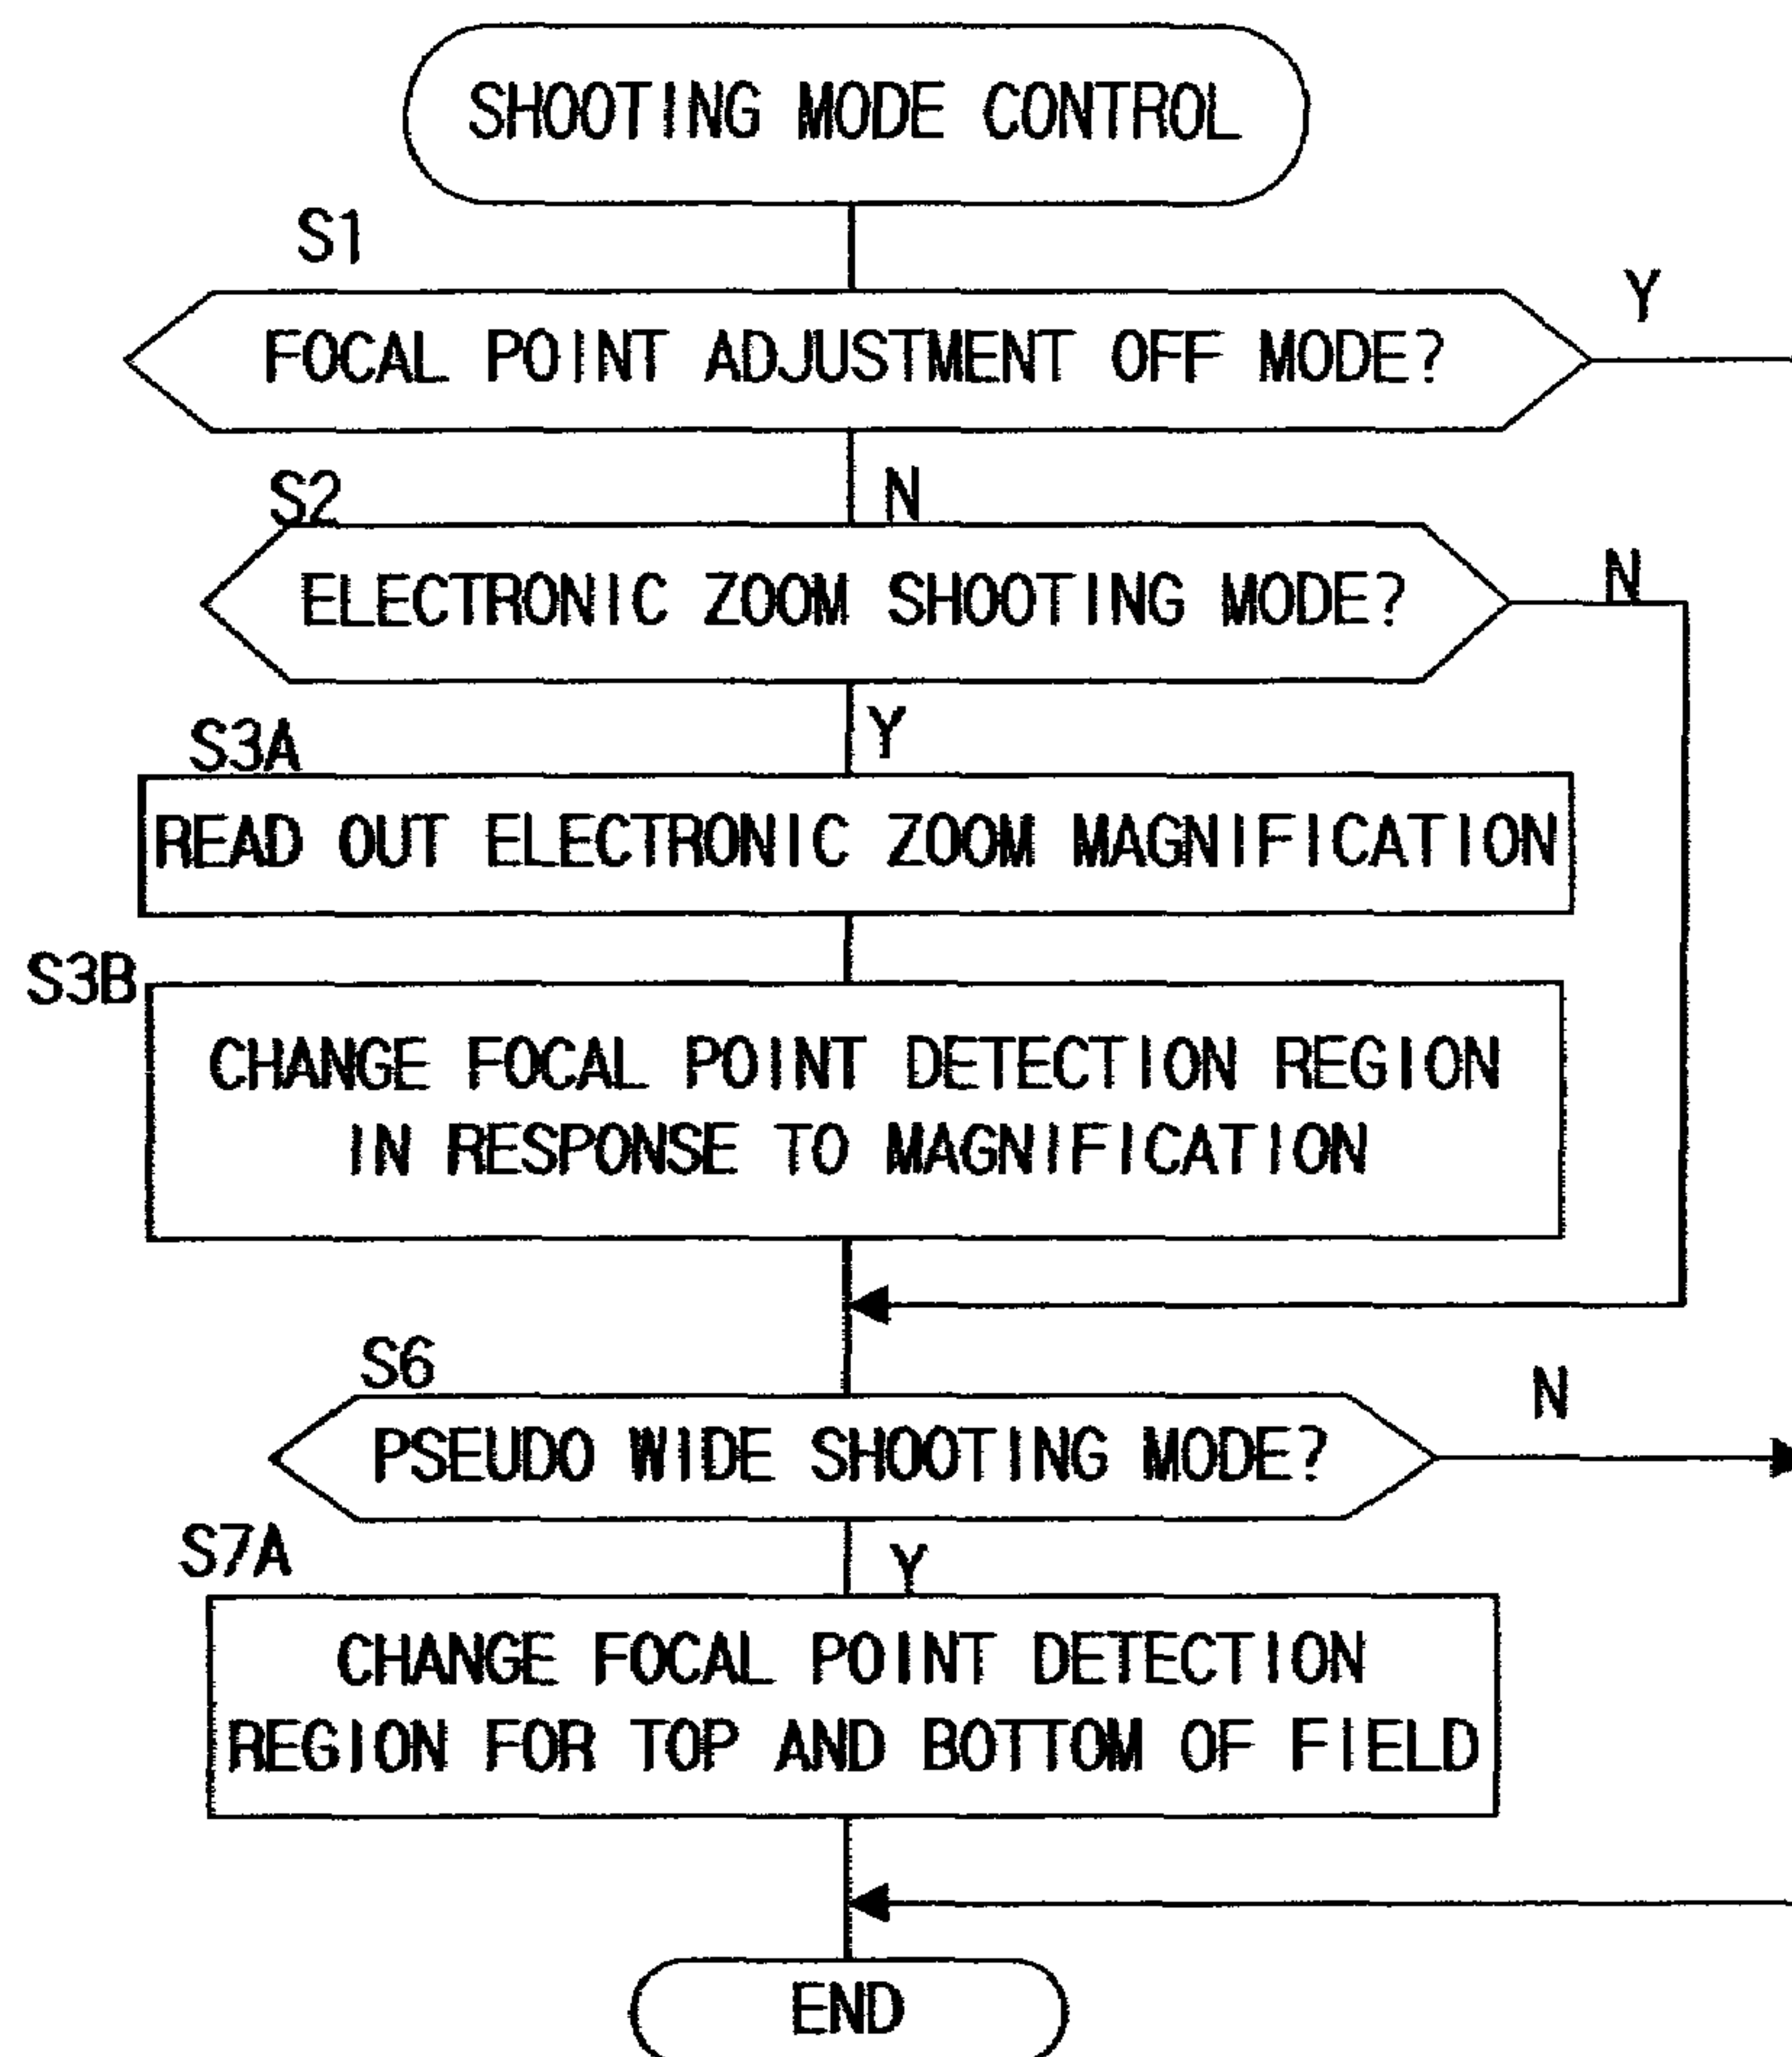 SHOOTING MODE CONTROL
S1
Y
FOCAL POINT ADJUSTMENT OFF MODE?
S2
N
ELECTRONIC ZOOM SHOOTING MODE?
N
S3A
Y
READ OUT ELECTRONIC ZOOM MAGNIFICATION
S3B
CHANGE FOCAL POINT DETECTION REGION
IN RESPONSE TO MAGNIFICATION
S6
N
PSEUDO WIDE SHOOTING MODE?
S7A
Y
CHANGE FOCAL POINT DETECTION
REGION FOR TOP AND BOTTOM OF FIELD
END